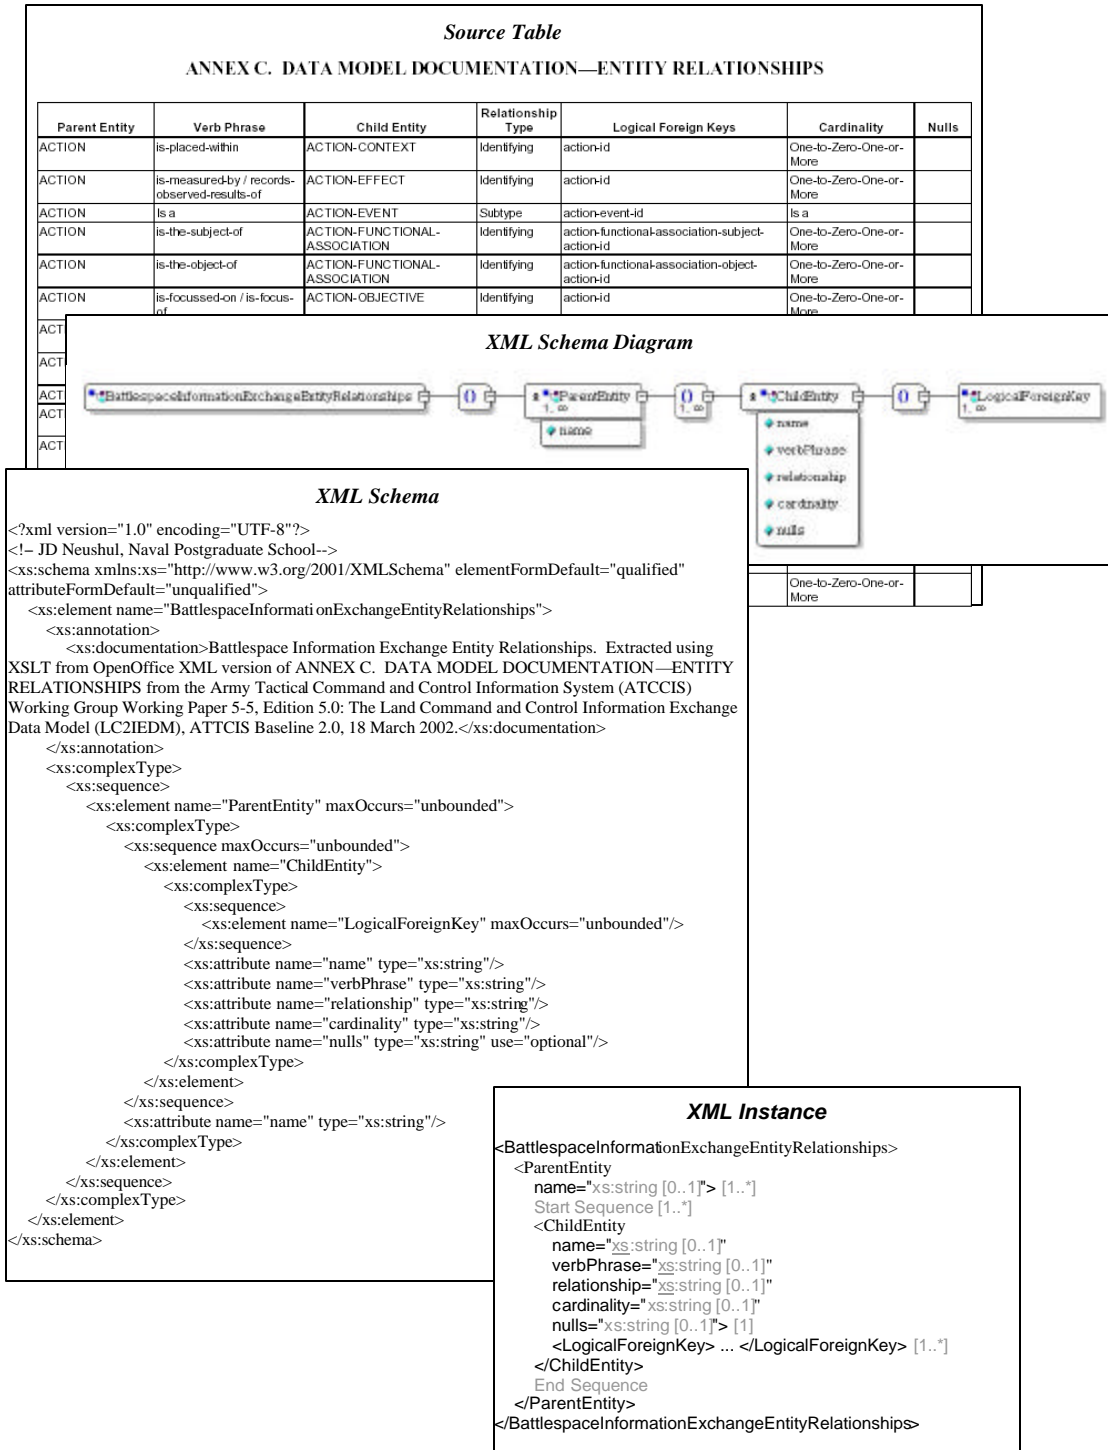 Source Table
ANNEX C. DATA MODEL DOCUMENTATION—ENTITY RELATIONSHIPS
Parent Entity Verb Phrase Child Entity Relationship Type Logical Foreign Keys Cardinality Nulls
ACTION is-placed-within ACTION-CONTEXT Identifying action-id One-to-Zero-One-or-More
ACTION is-measured-by / records-observed-results-of ACTION-EFFECT Identifying action-id One-to-Zero-One-or-More
ACTION Is a ACTION-EVENT Subtype action-event-id Is a
ACTION is-the-subject-of ACTION-FUNCTIONAL-ASSOCIATION Identifying action-functional-association-subject-action-id One-to-Zero-One-or-More
ACTION is-the-object-of ACTION-FUNCTIONAL-ASSOCIATION Identifying action-functional-association-object-action-id One-to-Zero-One-or-More
ACTION is-focussed-on / is-focus-of ACTION-OBJECTIVE Identifying action-id One-to-Zero-One-or-More
ACT
ACT
ACT
ACT
ACT
XML Schema Diagram
BattlespaceInformationExchangeEntityRelationships ParentEntity ChildEntity LogicalForeignKey
1..∞ 1..∞ 1..∞
name name
verbPhrase
relationship
cardinality
nulls
One-to-Zero-One-or-More
XML Schema
<?xml version="1.0" encoding="UTF-8"?>
<!– JD Neushul, Naval Postgraduate School-->
<xs:schema xmlns:xs="http://www.w3.org/2001/XMLSchema" elementFormDefault="qualified"
attributeFormDefault="unqualified">
<xs:element name="BattlespaceInformationExchangeEntityRelationships">
<xs:annotation>
<xs:documentation>Battlespace Information Exchange Entity Relationships. Extracted using
XSLT from OpenOffice XML version of ANNEX C. DATA MODEL DOCUMENTATION—ENTITY
RELATIONSHIPS from the Army Tactical Command and Control Information System (ATCCIS)
Working Group Working Paper 5-5, Edition 5.0: The Land Command and Control Information Exchange
Data Model (LC2IEDM), ATTCIS Baseline 2.0, 18 March 2002.</xs:documentation>
</xs:annotation>
<xs:complexType>
<xs:sequence>
<xs:element name="ParentEntity" maxOccurs="unbounded">
<xs:complexType>
<xs:sequence maxOccurs="unbounded">
<xs:element name="ChildEntity">
<xs:complexType>
<xs:sequence>
<xs:element name="LogicalForeignKey" maxOccurs="unbounded"/>
</xs:sequence>
<xs:attribute name="name" type="xs:string"/>
<xs:attribute name="verbPhrase" type="xs:string"/>
<xs:attribute name="relationship" type="xs:string"/>
<xs:attribute name="cardinality" type="xs:string"/>
<xs:attribute name="nulls" type="xs:string" use="optional"/>
</xs:complexType>
</xs:element>
</xs:sequence>
<xs:attribute name="name" type="xs:string"/>
</xs:complexType>
</xs:element>
</xs:sequence>
</xs:complexType>
</xs:element>
</xs:schema>
XML Instance
<BattlespaceInformationExchangeEntityRelationships>
<ParentEntity
name="xs:string [0..1]"> [1..*]
Start Sequence [1..*]
<ChildEntity
name="xs:string [0..1]"
verbPhrase="xs:string [0..1]"
relationship="xs:string [0..1]"
cardinality="xs:string [0..1]"
nulls="xs:string [0..1]"> [1]
<LogicalForeignKey> ... </LogicalForeignKey> [1..*]
</ChildEntity>
End Sequence
</ParentEntity>
</BattlespaceInformationExchangeEntityRelationships>